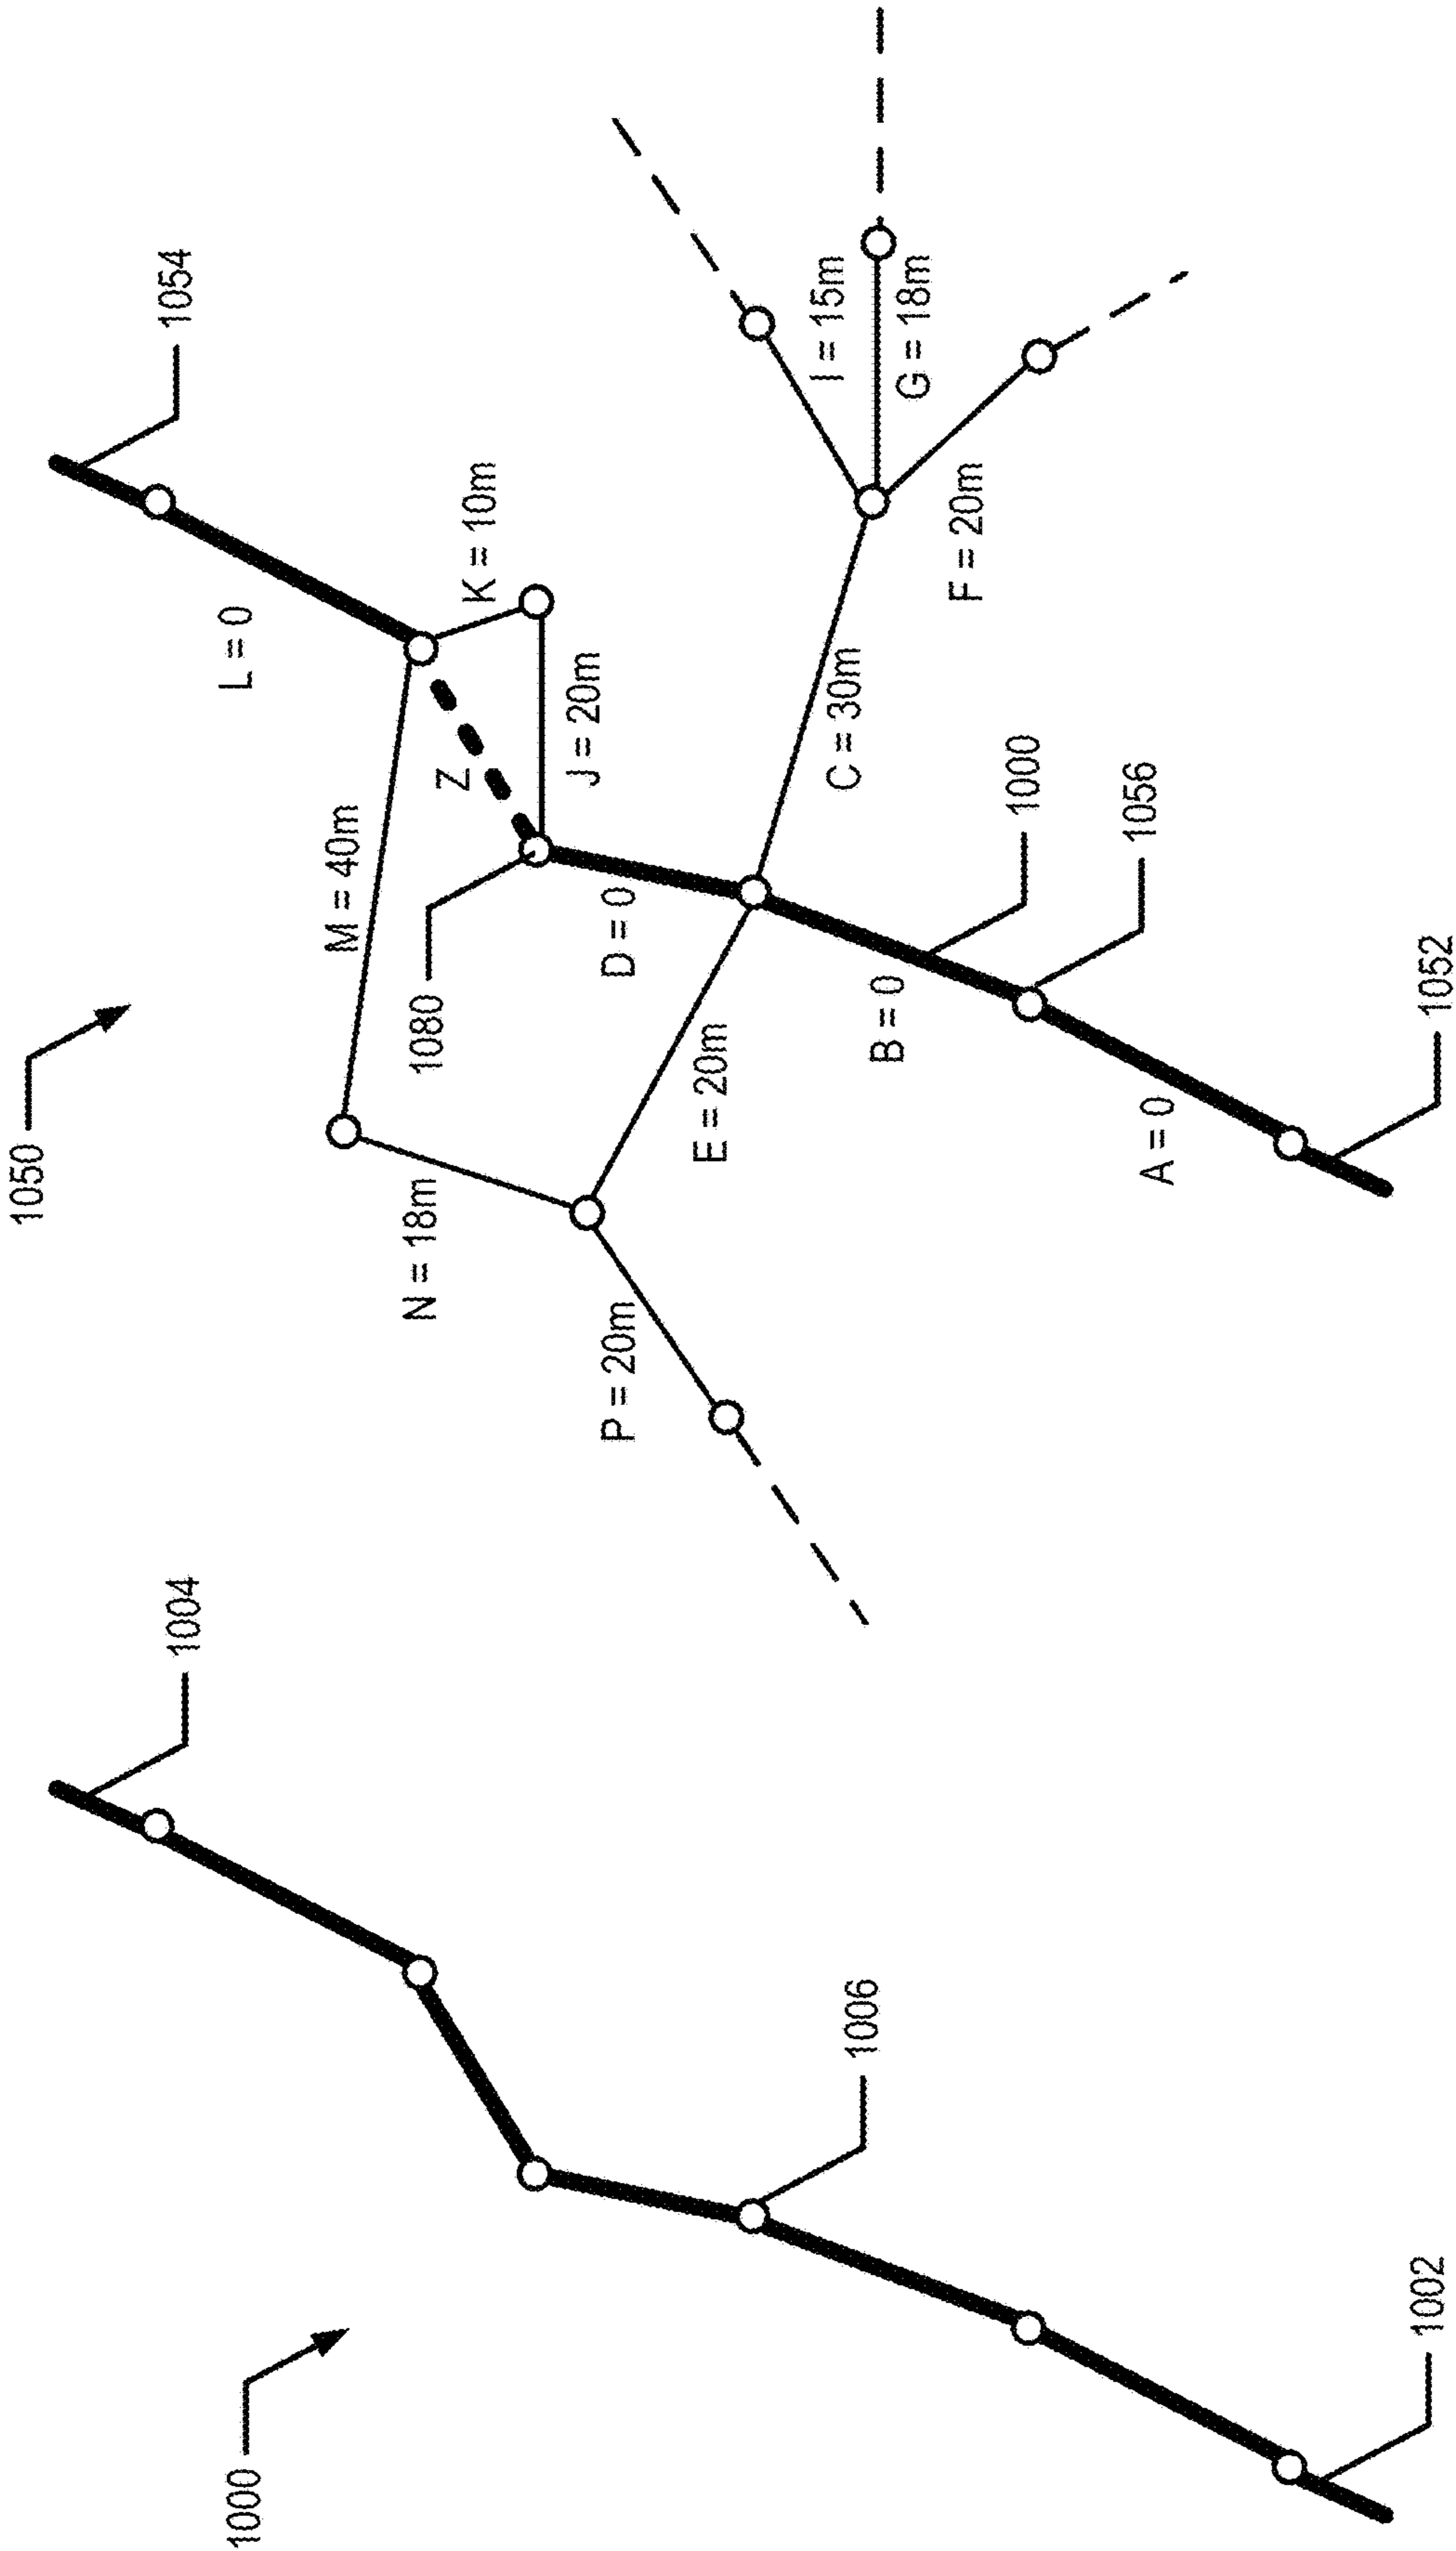 1000
1002
1004
1006
1050
1052
1054
1056
1000
1080
A = 0
B = 0
C = 30m
D = 0
E = 20m
F = 20m
G = 18m
I = 15m
J = 20m
K = 10m
L = 0
M = 40m
N = 18m
P = 20m
Z